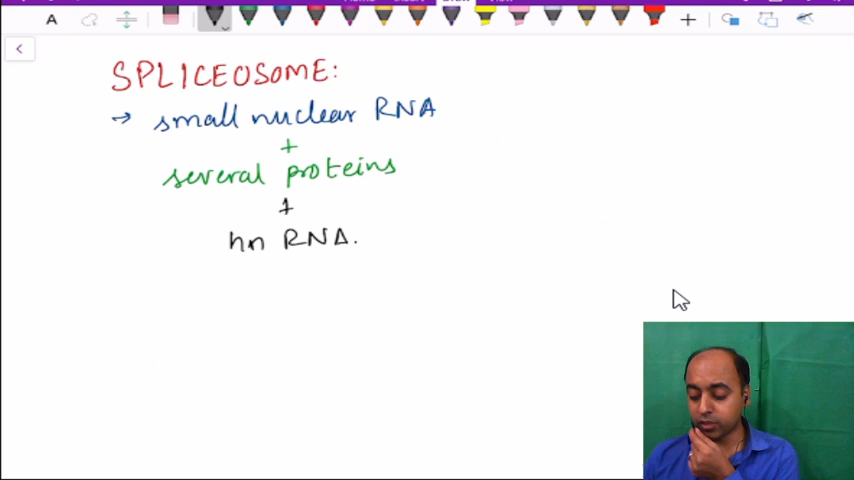 SPLICEOSOME:
→ small nuclear RNA
+
several proteins
+
hn RNA.